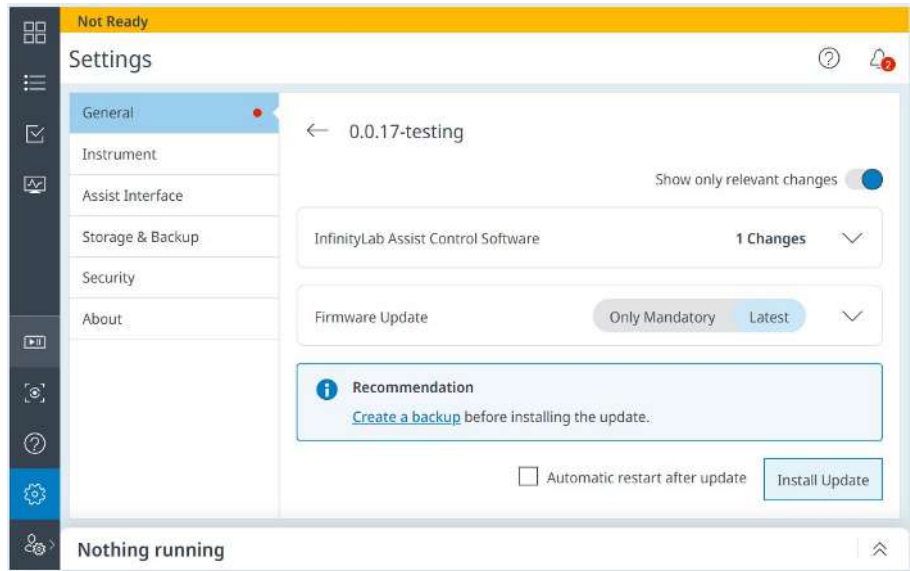 Not Ready
Settings
2
General
Instrument
Assist Interface
Storage & Backup
Security
About
0.0.17-testing
Show only relevant changes
InfinityLab Assist Control Software 1 Changes
Firmware Update Only Mandatory Latest
Recommendation
Create a backup before installing the update.
Automatic restart after update Install Update
Nothing running